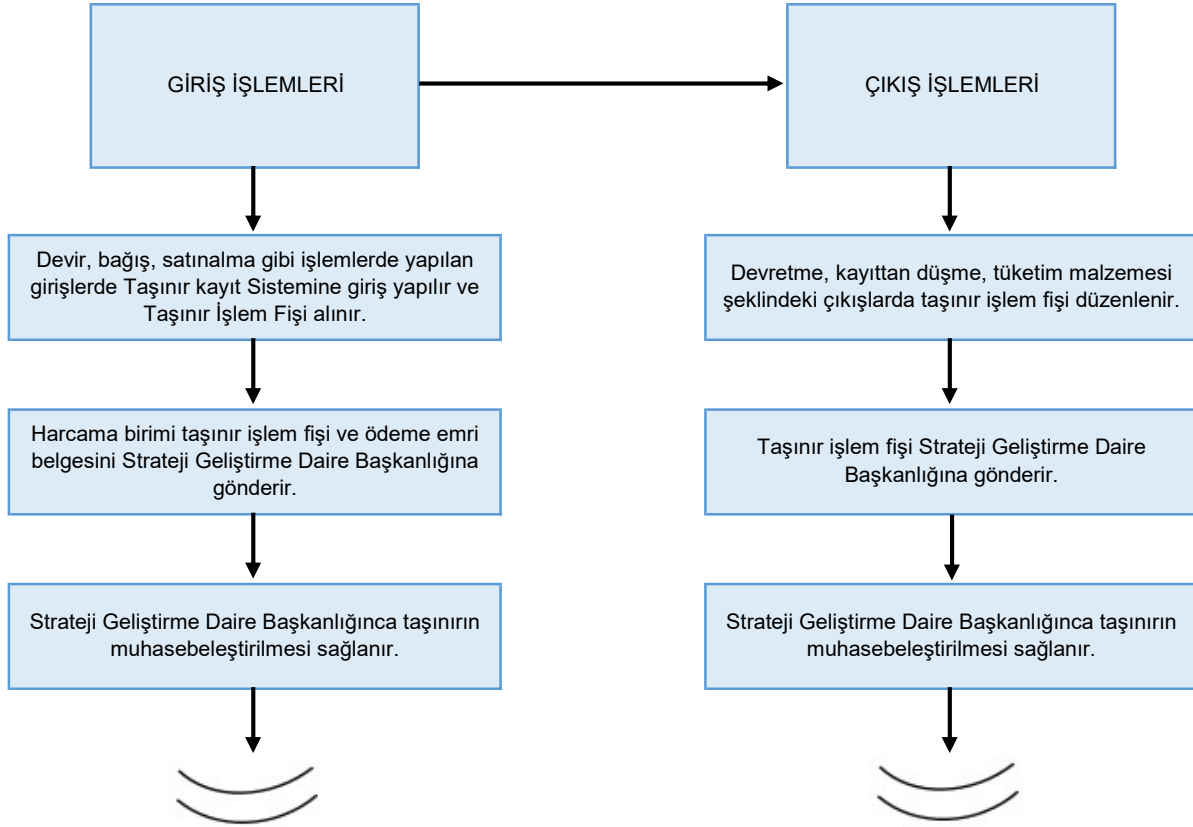 GİRİŞ İŞLEMLERİ
ÇIKIŞ İŞLEMLERİ
Devir, bağış, satınalma gibi işlemlerde yapılan
girişlerde Taşınır kayıt Sistemine giriş yapılır ve
Taşınır İşlem Fişi alınır.
Devretme, kayıttan düşme, tüketim malzemesi
şeklindeki çıkışlarda taşınır işlem fişi düzenlenir.
Harcama birimi taşınır işlem fişi ve ödeme emri
belgesini Strateji Geliştirme Daire Başkanlığına
gönderir.
Taşınır işlem fişi Strateji Geliştirme Daire
Başkanlığına gönderir.
Strateji Geliştirme Daire Başkanlığınca taşınırın
muhasebeleştirilmesi sağlanır.
Strateji Geliştirme Daire Başkanlığınca taşınırın
muhasebeleştirilmesi sağlanır.